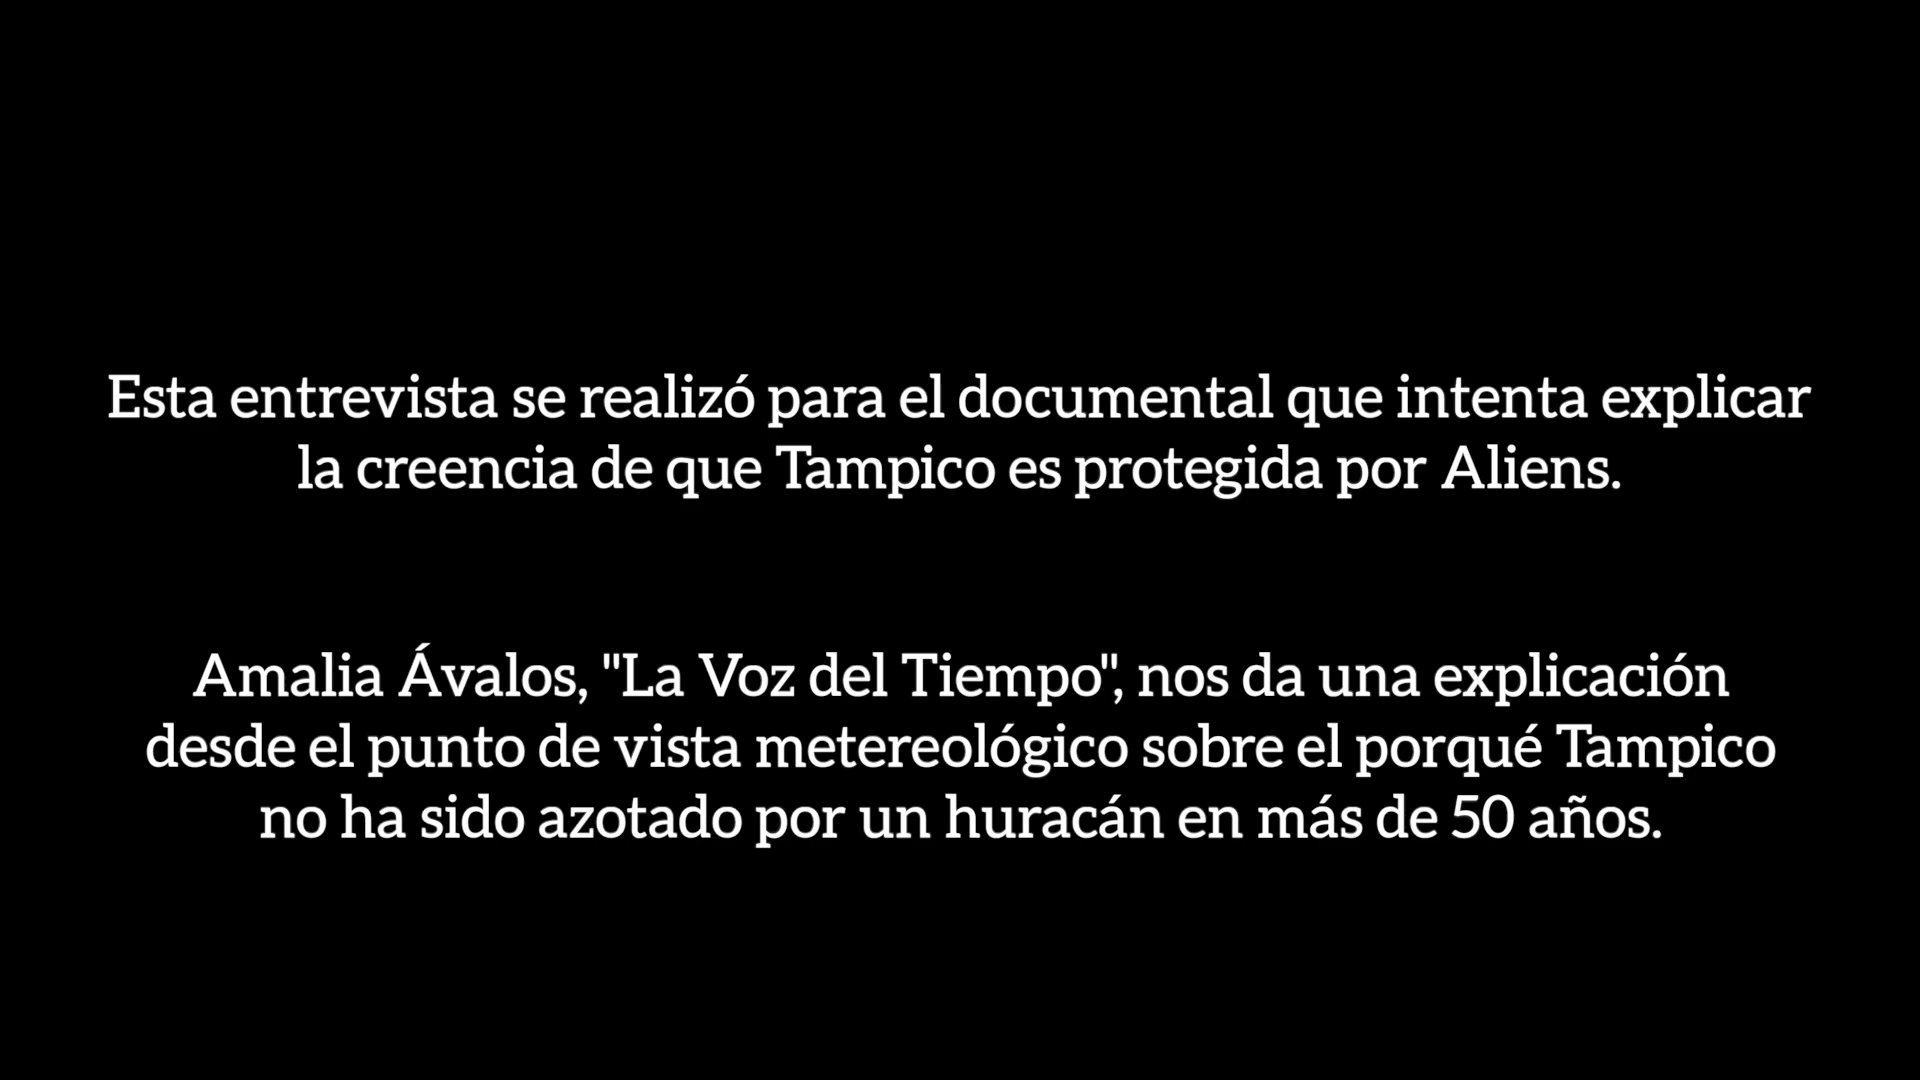 Esta entrevista se realizó para el documental que intenta explicar
la creencia de que Tampico es protegida por Aliens.
Amalia Ávalos, "La Voz del Tiempo", nos da una explicación
desde el punto de vista metereológico sobre el porqué Tampico
no ha sido azotado por un huracán en más de 50 años.